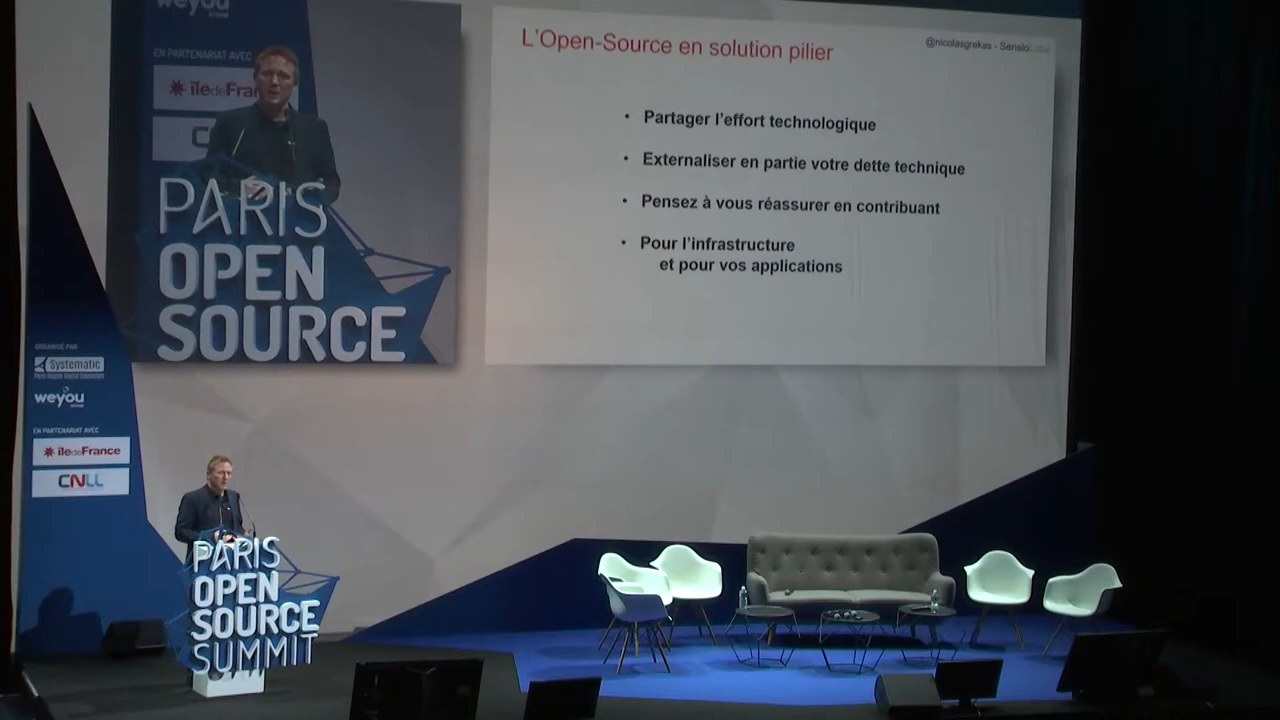 weyou
EN PARTENARIAT AVEC
îledeFra
C
PARIS
OPEN
SOURCE
L'Open-Source en solution pilier
@nicolasgrekas - SensioLabs
• Partager l'effort technologique
• Externaliser en partie votre dette technique
• Pensez à vous réassurer en contribuant
• Pour l'infrastructure
et pour vos applications
ORGANISÉ PAR
Systematic
weyou
EN PARTENARIAT AVEC
îledeFrance
CNLL
PARIS
OPEN
SOURCE
SUMMIT